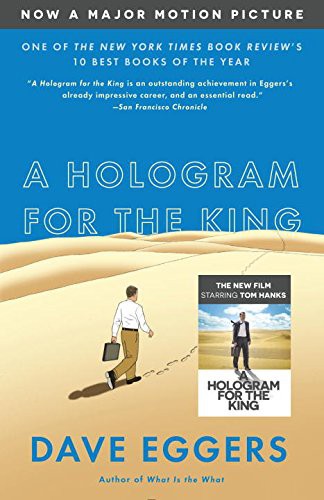 NOW A MAJOR MOTION PICTURE
ONE OF THE NEW YORK TIMES BOOK REVIEW'S
10 BEST BOOKS OF THE YEAR
"A Hologram for the King is an outstanding achievement in Eggers's
already impressive career, and an essential read."
—San Francisco Chronicle
A HOLOGRAM
FOR THE KING
THE NEW FILM
STARRING TOM HANKS
A
HOLOGRAM
FOR THE
KING
DAVE EGGERS
Author of What Is the What